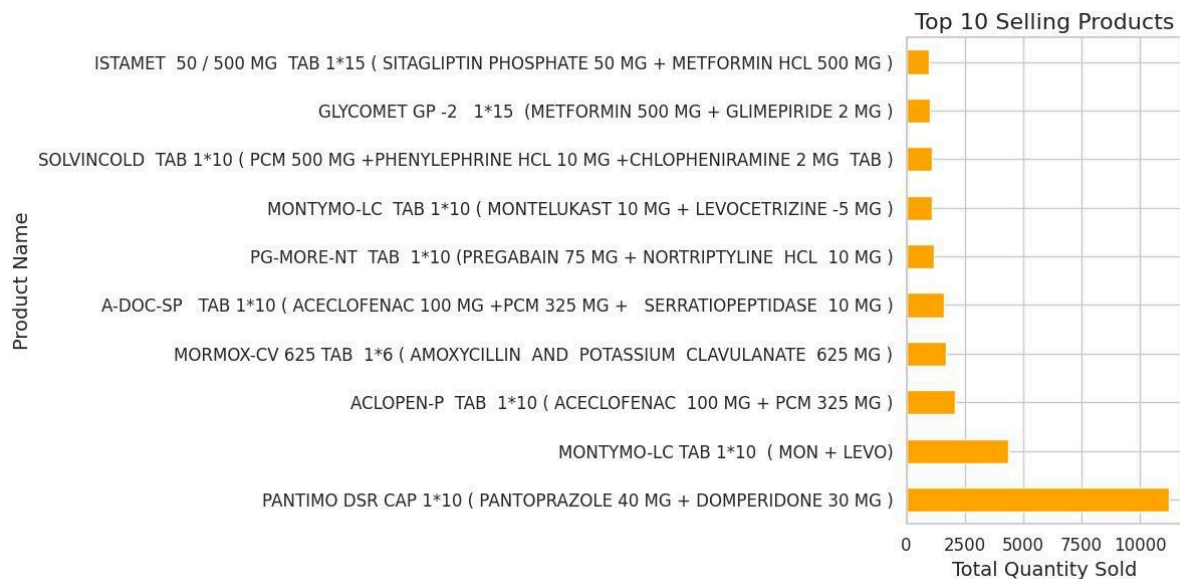 Top 10 Selling Products
Product Name
ISTAMET  50 / 500 MG  TAB 1*15 ( SITAGLIPTIN PHOSPHATE 50 MG + METFORMIN HCL 500 MG )
GLYCOMET GP -2   1*15  (METFORMIN 500 MG + GLIMEPIRIDE 2 MG )
SOLVINCOLD  TAB 1*10 ( PCM 500 MG +PHENYLEPHRINE HCL 10 MG +CHLOPHENIRAMINE 2 MG  TAB )
MONTYMO-LC  TAB 1*10 ( MONTELUKAST 10 MG + LEVOCETRIZINE -5 MG )
PG-MORE-NT  TAB  1*10 (PREGABAIN 75 MG + NORTRIPTYLINE  HCL  10 MG )
A-DOC-SP   TAB 1*10 ( ACECLOFENAC 100 MG +PCM 325 MG +   SERRATIOPEPTIDASE  10 MG )
MORMOX-CV 625 TAB  1*6 ( AMOXYCILLIN  AND  POTASSIUM  CLAVULANATE  625 MG )
ACLOPEN-P  TAB  1*10 ( ACECLOFENAC  100 MG + PCM 325 MG )
MONTYMO-LC TAB 1*10  ( MON + LEVO)
PANTIMO DSR CAP 1*10 ( PANTOPRAZOLE 40 MG + DOMPERIDONE 30 MG )
0 2500 5000 7500 10000
Total Quantity Sold